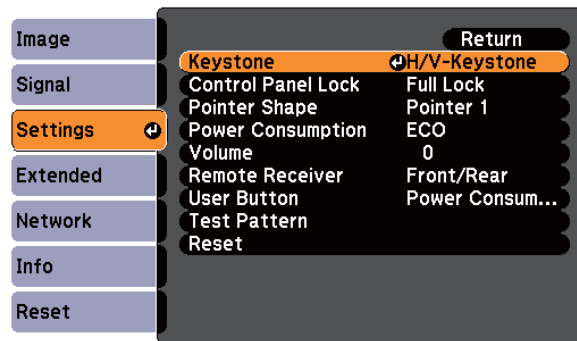 Image
Signal
Settings
Extended
Network
Info
Reset
Return
Keystone H/V-Keystone
Control Panel Lock Full Lock
Pointer Shape Pointer 1
Power Consumption ECO
Volume 0
Remote Receiver Front/Rear
User Button Power Consum...
Test Pattern
Reset